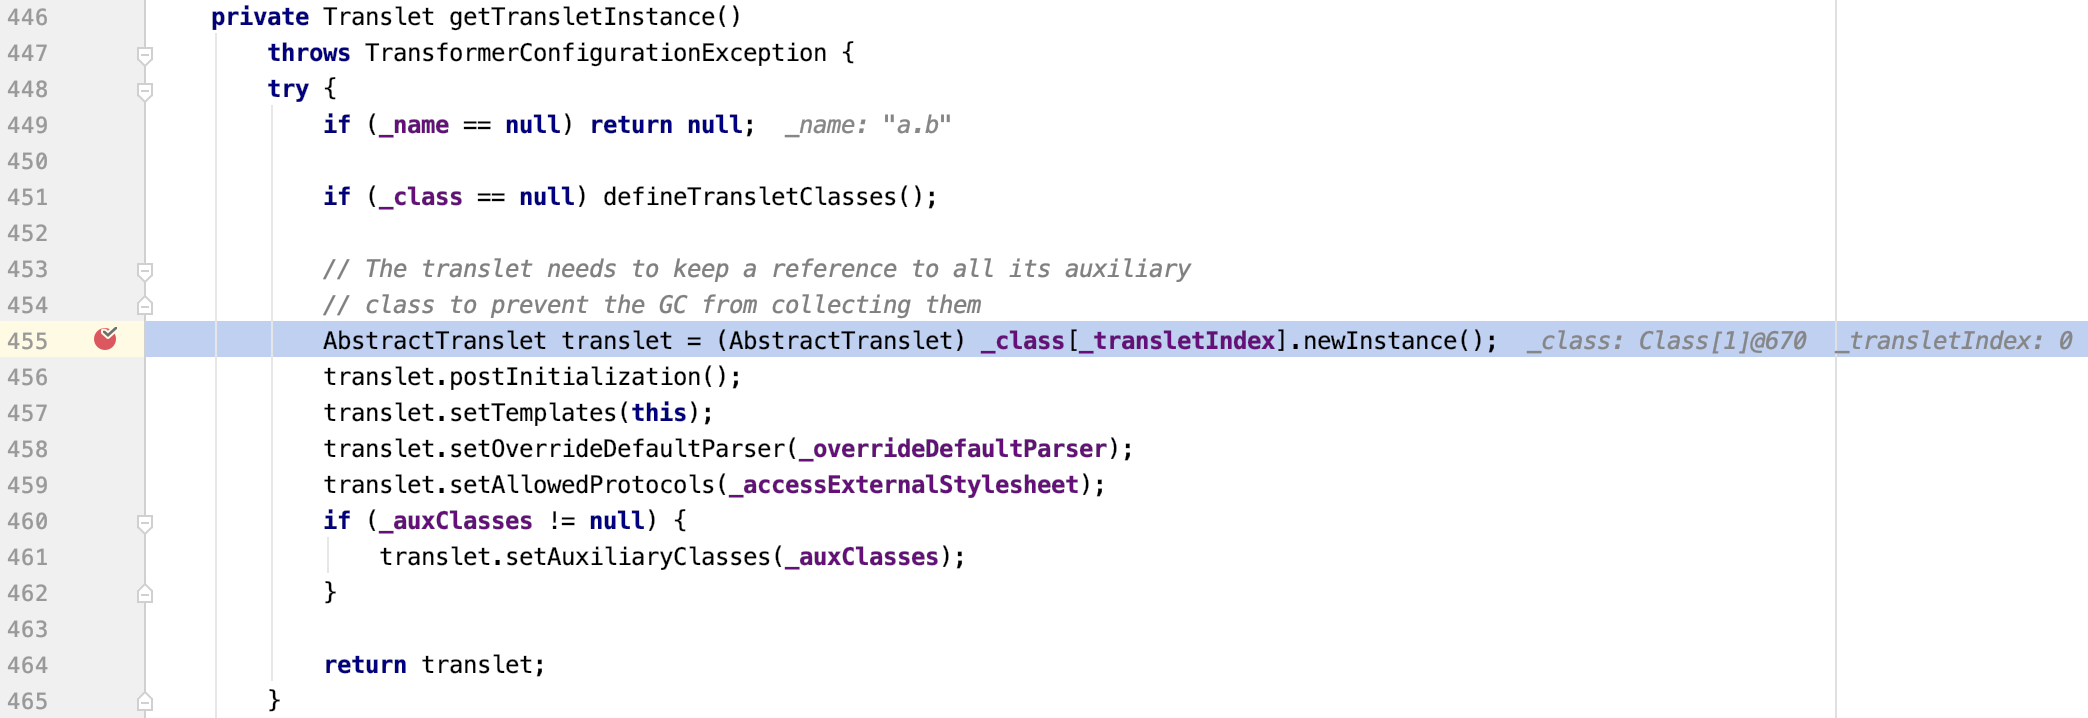 446 private Translet getTransletInstance()
447 throws TransformerConfigurationException {
448 try {
449 if (_name == null) return null; _name: "a.b"
450
451 if (_class == null) defineTransletClasses();
452
453 // The translet needs to keep a reference to all its auxiliary
454 // class to prevent the GC from collecting them
455 AbstractTranslet translet = (AbstractTranslet) _class[_transletIndex].newInstance(); _class: Class[1]@670 _transletIndex: 0
456 translet.postInitialization();
457 translet.setTemplates(this);
458 translet.setOverrideDefaultParser(_overrideDefaultParser);
459 translet.setAllowedProtocols(_accessExternalStylesheet);
460 if (_auxClasses != null) {
461 translet.setAuxiliaryClasses(_auxClasses);
462 }
463
464 return translet;
465 }